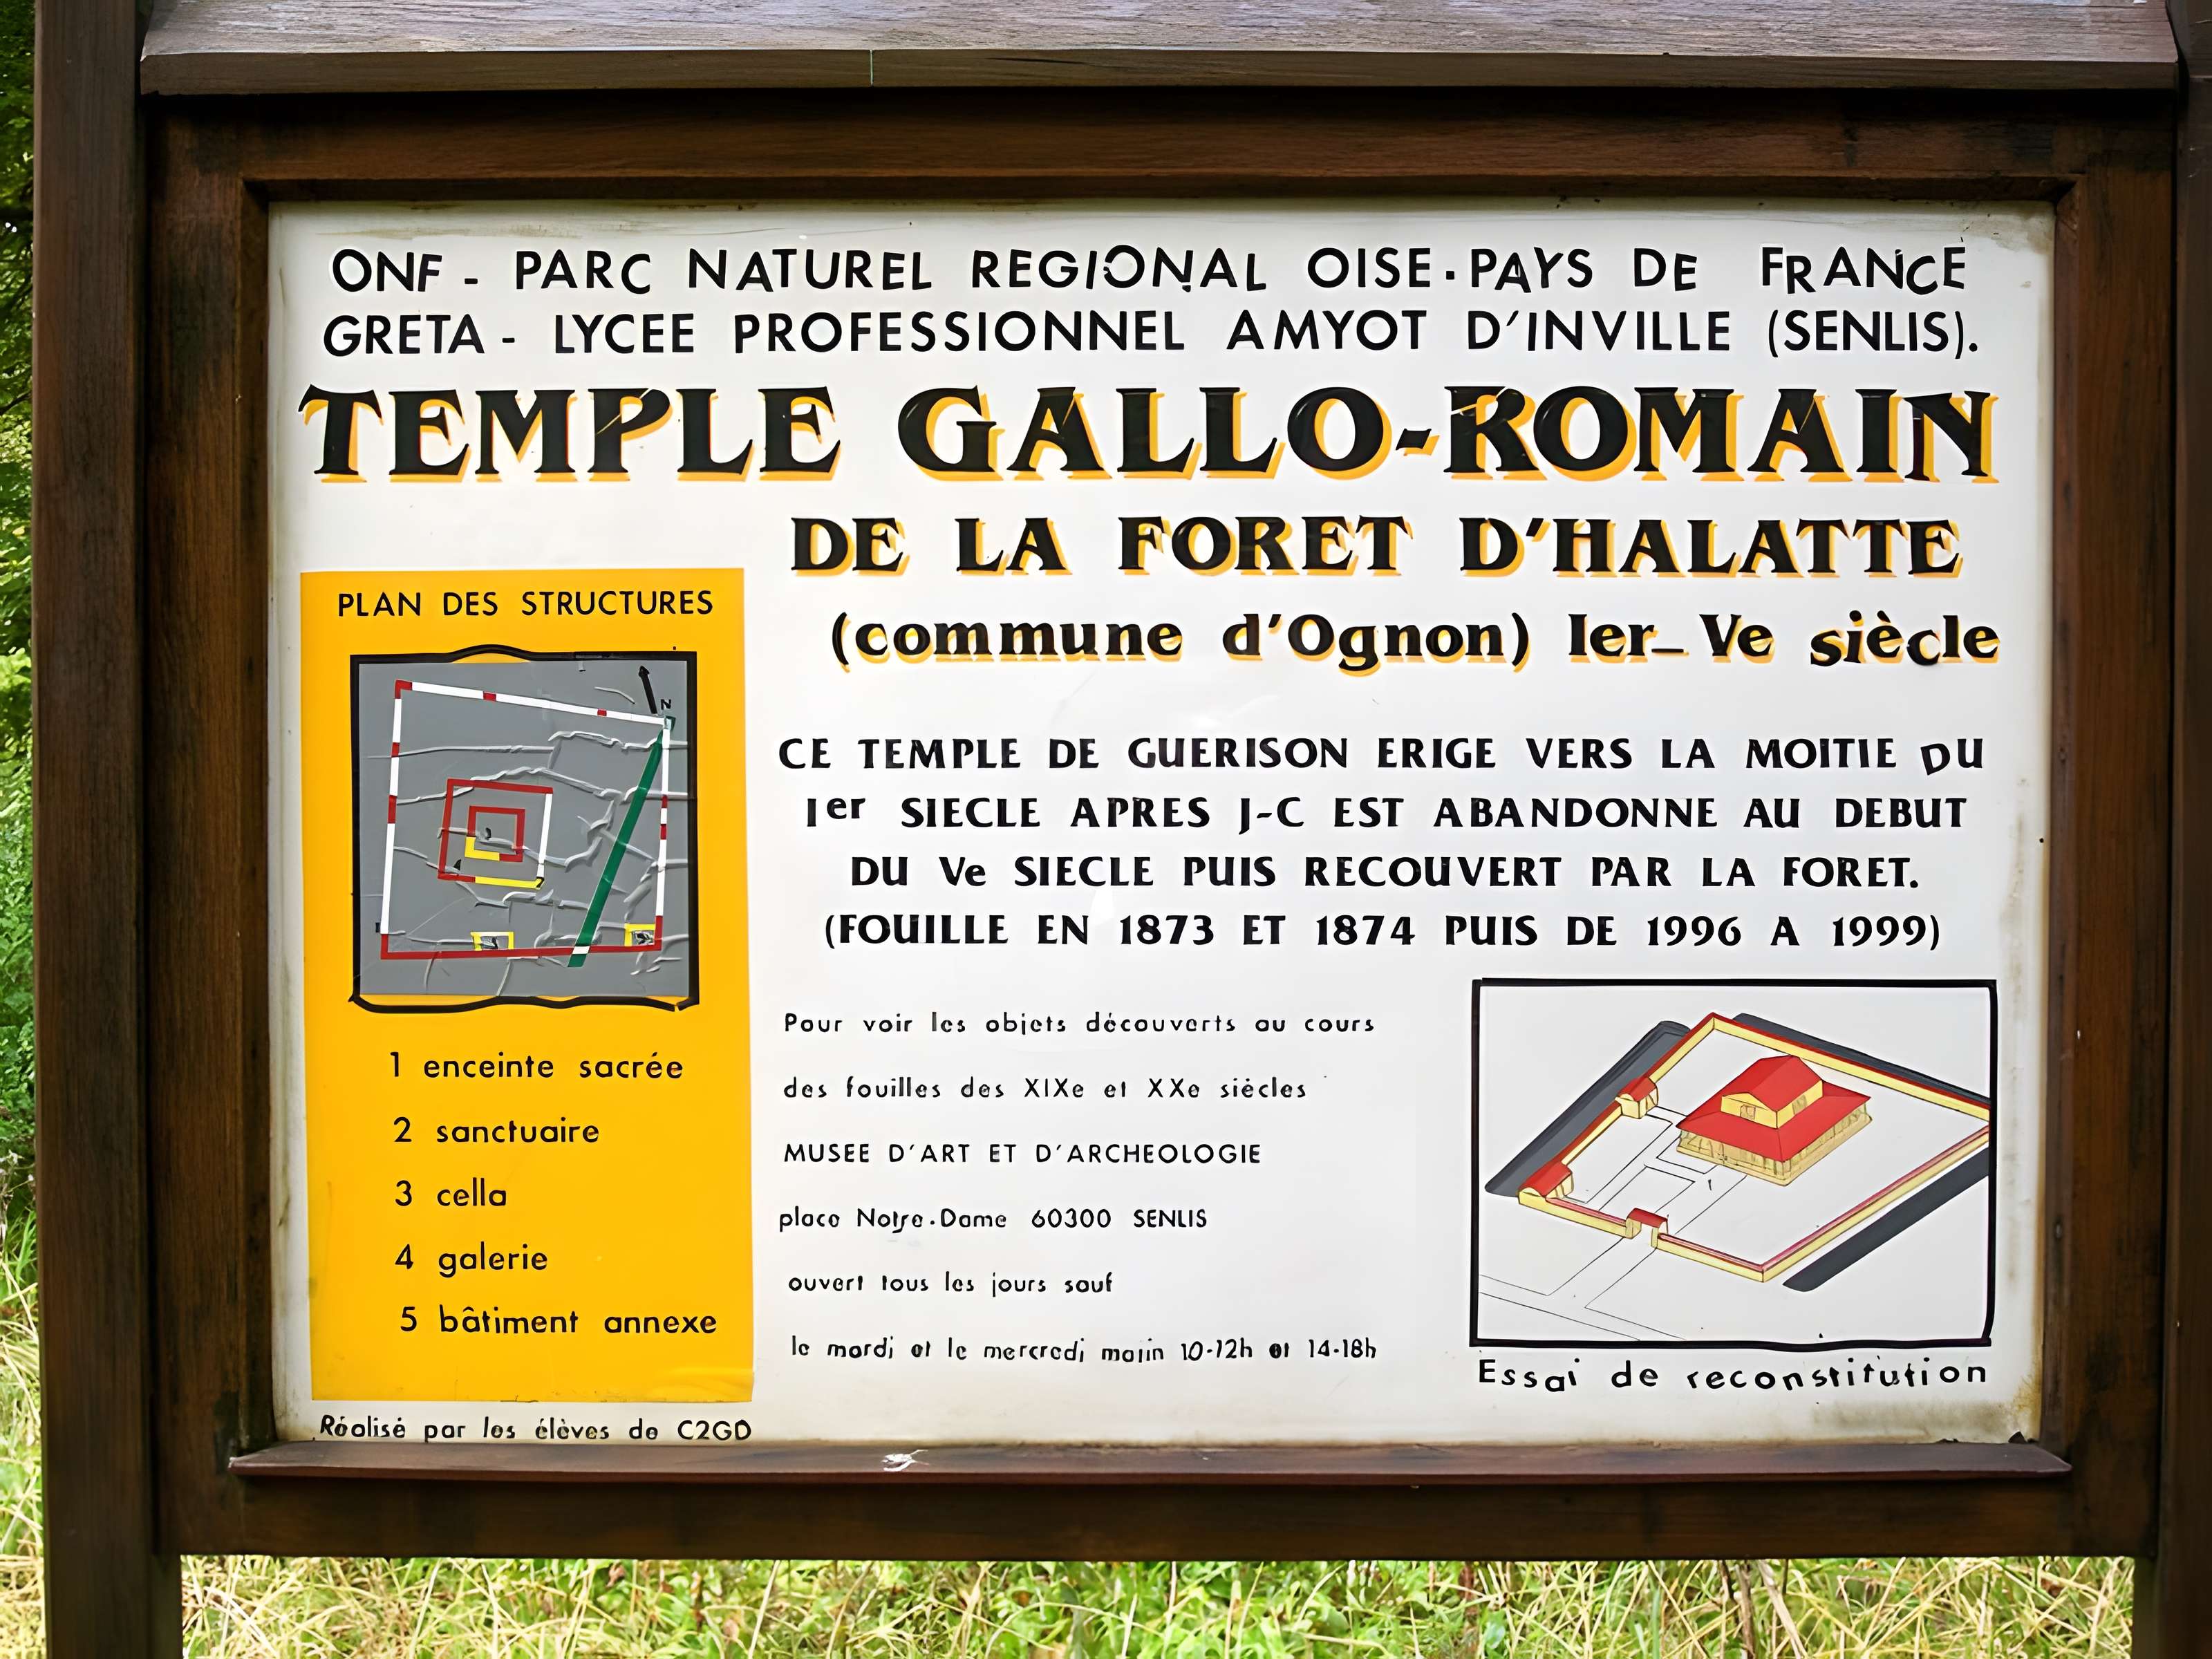 ONF - PARC NATUREL REGIONAL OISE-PAYS DE FRANCE
GRETA - LYCEE PROFESSIONNEL AMYOT D'INVILLE (SENLIS).
TEMPLE GALLO-ROMAIN
DE LA FORET D'HALATTE
(commune d'Ognon) Ier-Ve siècle
PLAN DES STRUCTURES
N
1 enceinte sacrée
2 sanctuaire
3 cella
4 galerie
5 bâtiment annexe
Réalisé par les élèves de C2GD
CE TEMPLE DE GUERISON ERIGE VERS LA MOITIE DU
1er SIECLE APRES J-C EST ABANDONNE AU DEBUT
DU Ve SIECLE PUIS RECOUVERT PAR LA FORET.
(FOUILLE EN 1873 ET 1874 PUIS DE 1996 A 1999)
Pour voir les objets découverts au cours
des fouilles des XIXe et XXe siècles
MUSEE D'ART ET D'ARCHEOLOGIE
place Notre-Dame 60300 SENLIS
ouvert tous les jours sauf
le mardi et le mercredi matin 10-12h et 14-18h
Essai de reconstitution